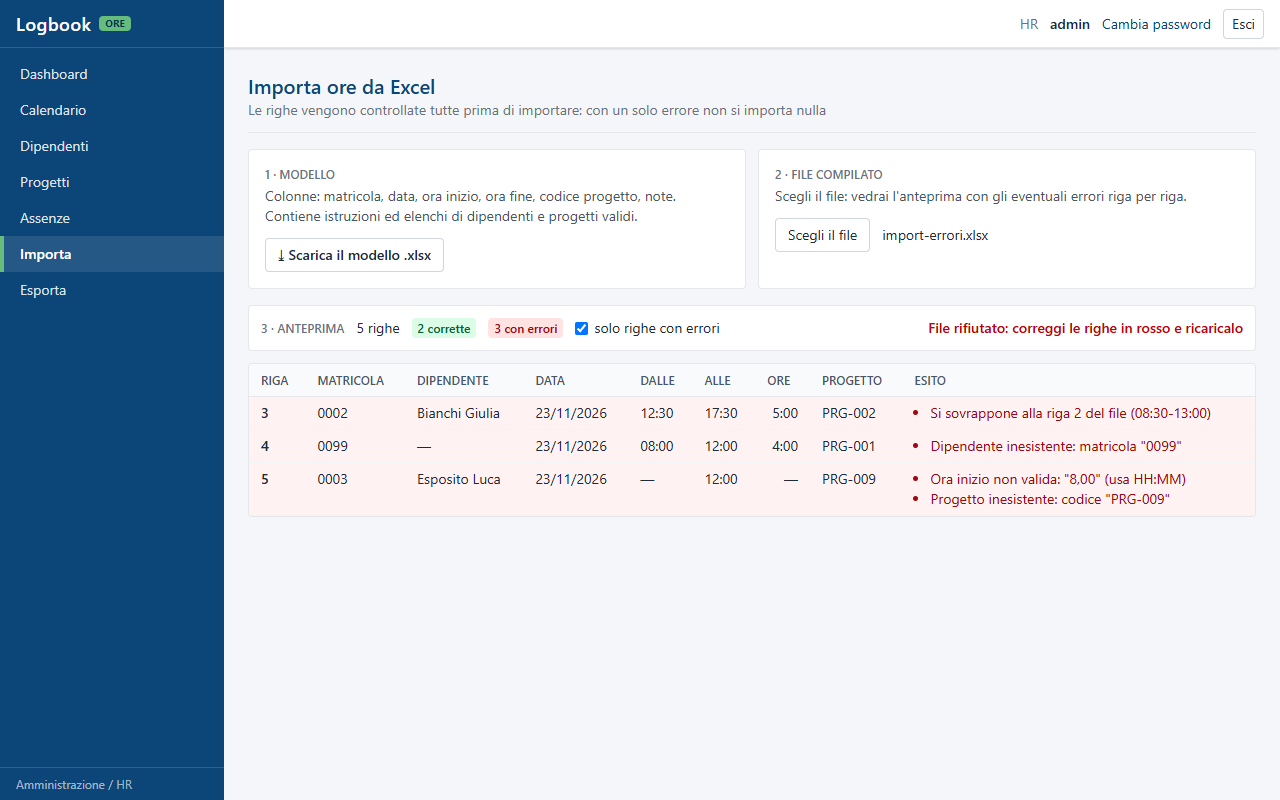 Logbook ORE
HR admin Cambia password Esci
Dashboard
Calendario
Dipendenti
Progetti
Assenze
Importa
Esporta
Amministrazione / HR
Importa ore da Excel
Le righe vengono controllate tutte prima di importare: con un solo errore non si importa nulla
1 · MODELLO
Colonne: matricola, data, ora inizio, ora fine, codice progetto, note.
Contiene istruzioni ed elenchi di dipendenti e progetti validi.
⤓ Scarica il modello .xlsx
2 · FILE COMPILATO
Scegli il file: vedrai l'anteprima con gli eventuali errori riga per riga.
Scegli il file import-errori.xlsx
3 · ANTEPRIMA 5 righe 2 corrette 3 con errori solo righe con errori File rifiutato: correggi le righe in rosso e ricaricalo
RIGA MATRICOLA DIPENDENTE DATA DALLE ALLE ORE PROGETTO ESITO
3 0002 Bianchi Giulia 23/11/2026 12:30 17:30 5:00 PRG-002 • Si sovrappone alla riga 2 del file (08:30-13:00)
4 0099 — 23/11/2026 08:00 12:00 4:00 PRG-001 • Dipendente inesistente: matricola "0099"
5 0003 Esposito Luca 23/11/2026 — 12:00 — PRG-009 • Ora inizio non valida: "8,00" (usa HH:MM)
• Progetto inesistente: codice "PRG-009"